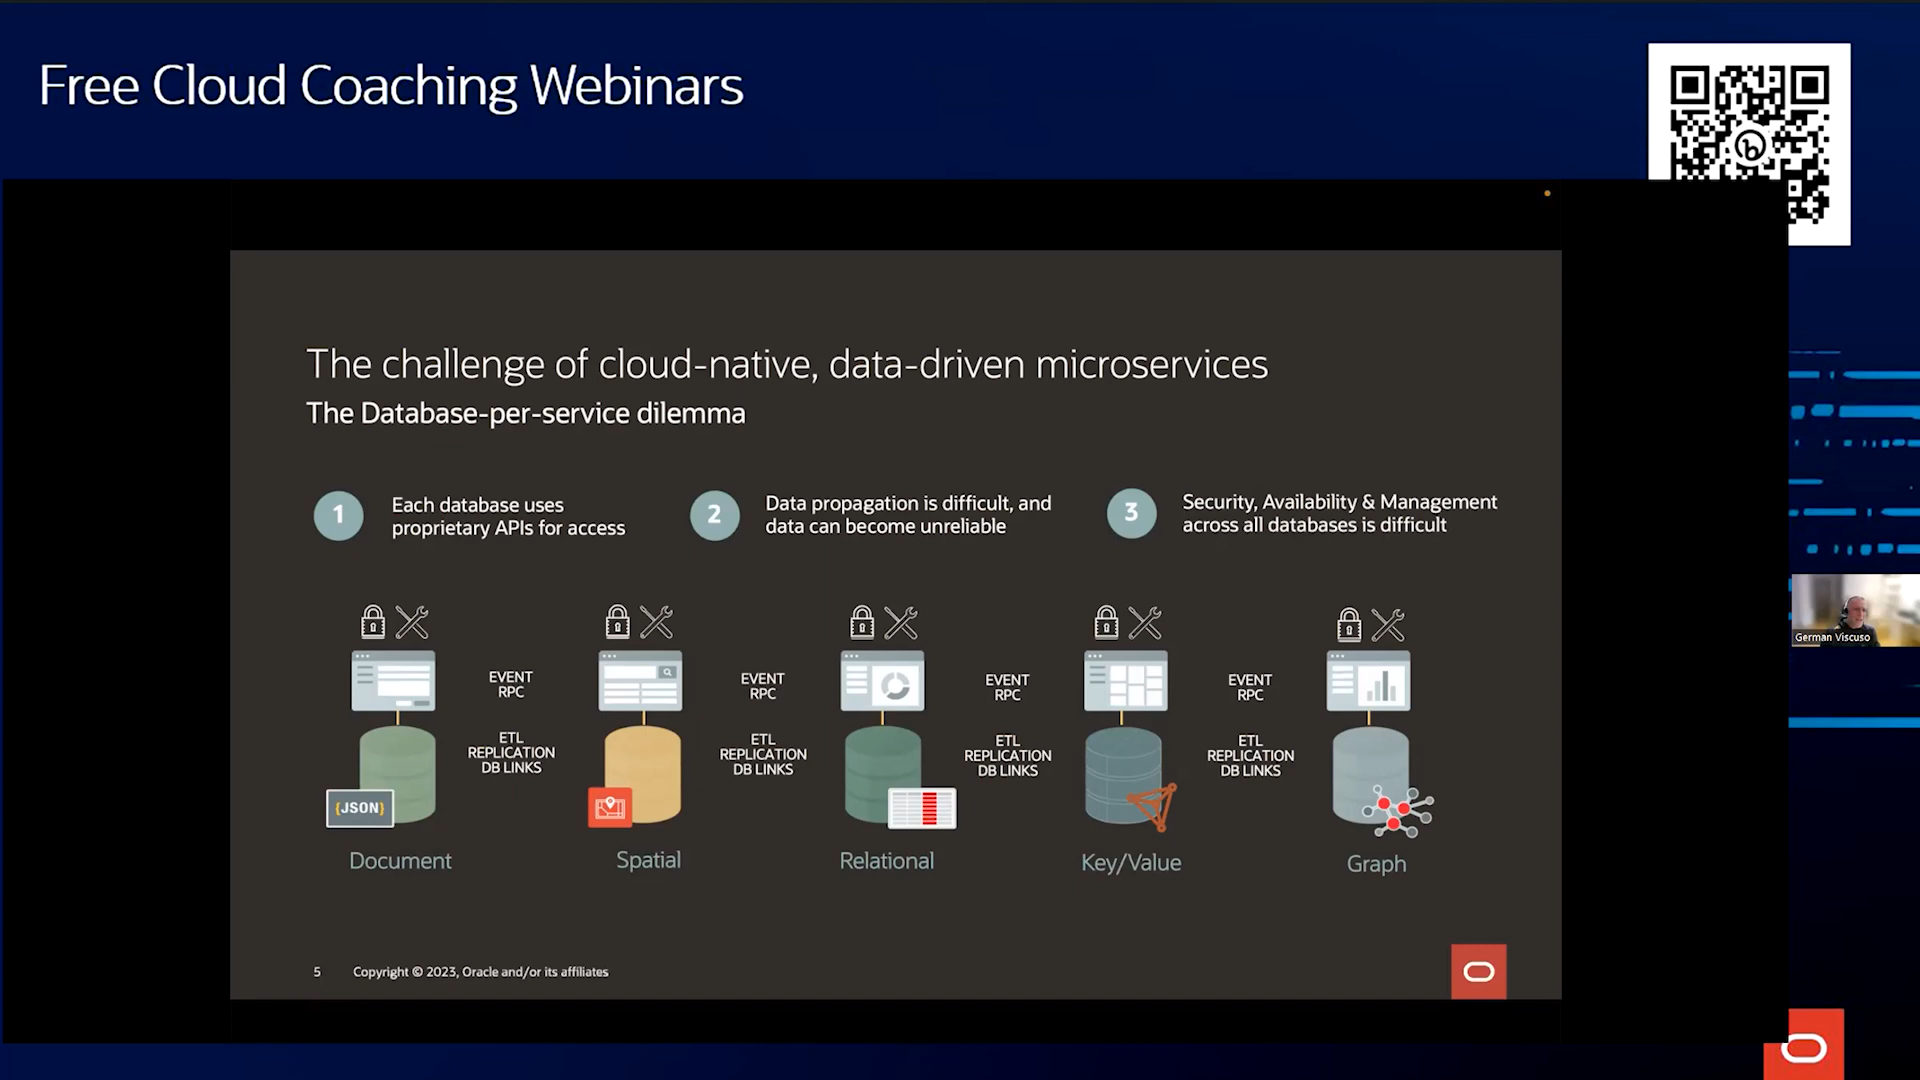 Free Cloud Coaching Webinars
The challenge of cloud-native, data-driven microservices
The Database-per-service dilemma
1
Each database uses
proprietary APIs for access
2
Data propagation is difficult, and
data can become unreliable
3
Security, Availability & Management
across all databases is difficult
EVENT
RPC
ETL
REPLICATION
DB LINKS
EVENT
RPC
ETL
REPLICATION
DB LINKS
EVENT
RPC
ETL
REPLICATION
DB LINKS
EVENT
RPC
ETL
REPLICATION
DB LINKS
{JSON}
Document
Spatial
Relational
Key/Value
Graph
5
Copyright © 2023, Oracle and/or its affiliates
German Viscuso